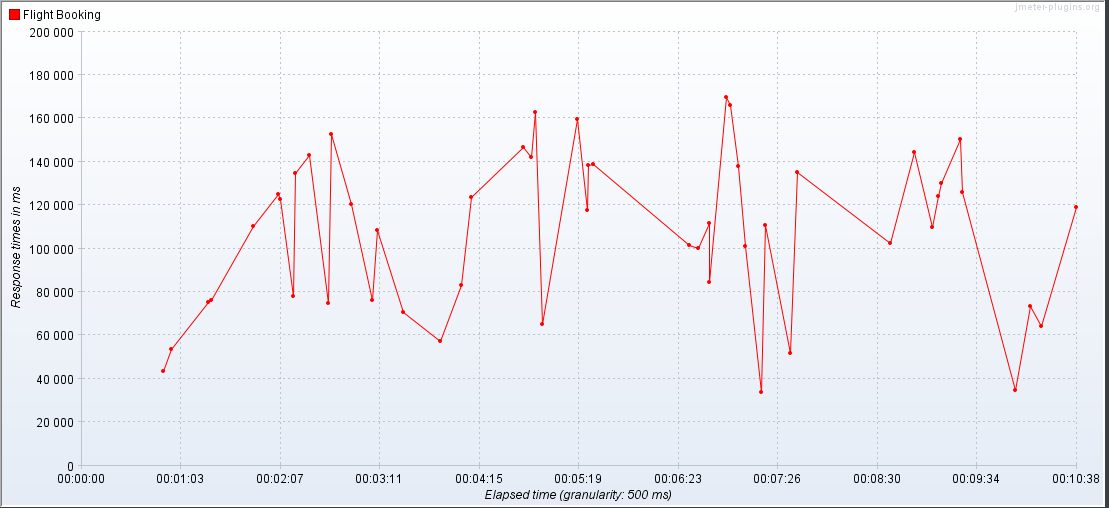 Flight Booking
jmeter-plugins.org
200 000
180 000
160 000
140 000
120 000
100 000
80 000
60 000
40 000
20 000
0
Response times in ms
00:00:00 00:01:03 00:02:07 00:03:11 00:04:15 00:05:19 00:06:23 00:07:26 00:08:30 00:09:34 00:10:38
Elapsed time (granularity: 500 ms)